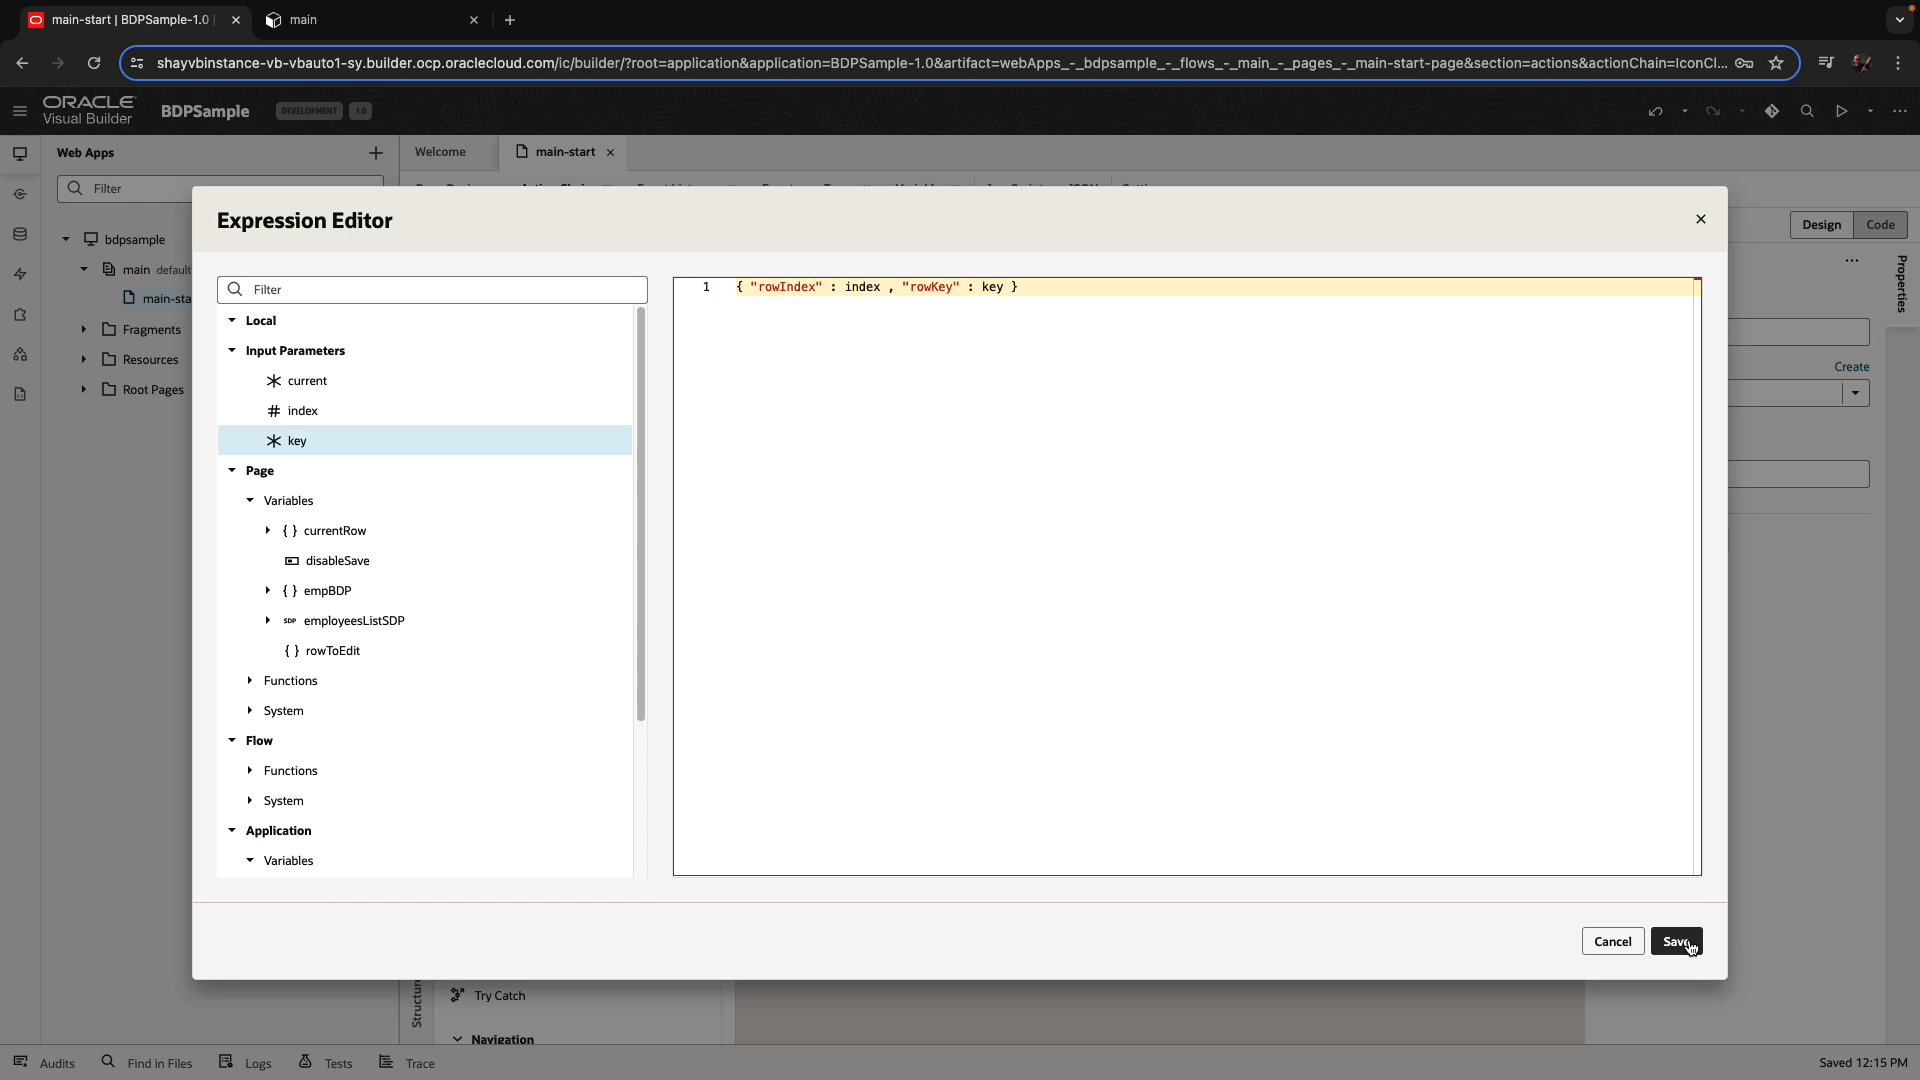 main-start | BDPSample-1.0 |
main
shayvbinstance-vb-vbauto1-sy.builder.ocp.oraclecloud.com/ic/builder/?root=application&application=BDPSample-1.0&artifact=webApps_-_bdpsample_-_flows_-_main_-_pages_-_main-start-page&section=actions&actionChain=IconCl...
ORACLE
Visual Builder
BDPSample
DEVELOPMENT
1.0
Web Apps
Welcome
main-start
Filter
Design
Code
Expression Editor
bdpsample
main default
main-sta
Fragments
Resources
Root Pages
Properties
Create
Filter
1 { "rowIndex" : index , "rowKey" : key }
Local
Input Parameters
current
index
key
Page
Variables
currentRow
disableSave
empBDP
SDP employeesListSDP
rowToEdit
Functions
System
Flow
Functions
System
Application
Variables
Cancel
Save
Structure
Try Catch
Navigation
Audits
Find in Files
Logs
Tests
Trace
Saved 12:15 PM